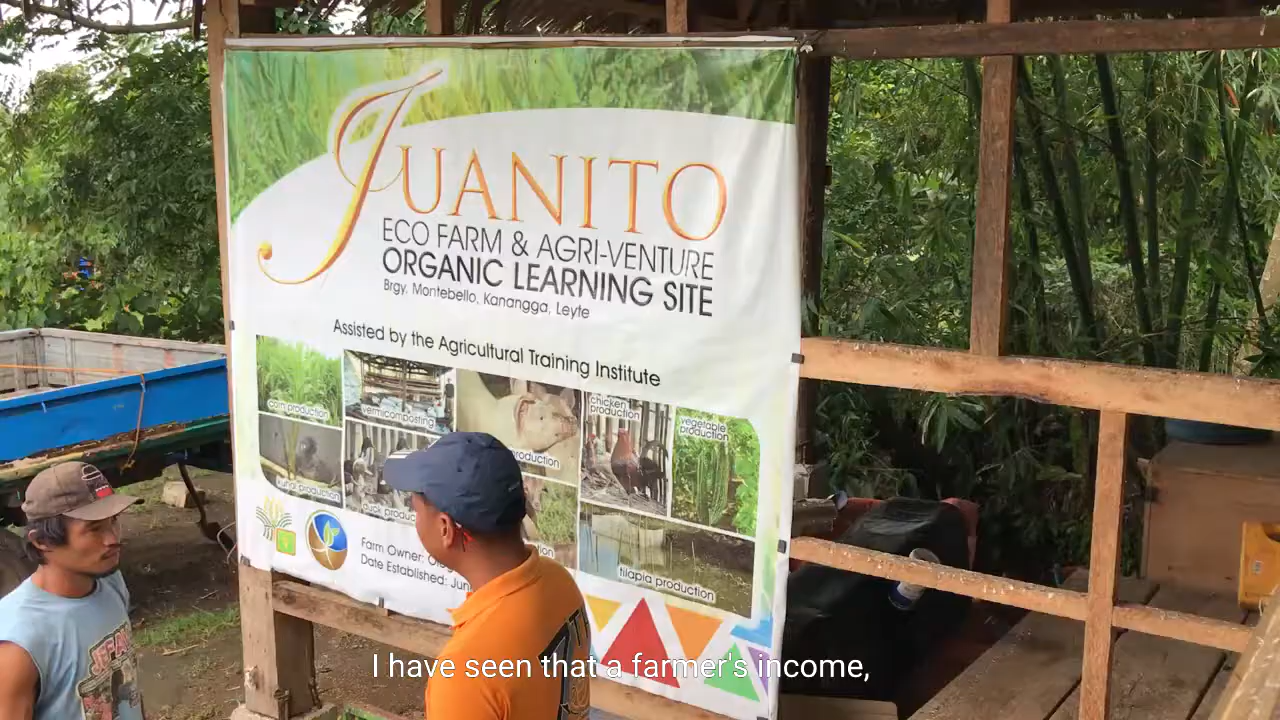 JUANITO
ECO FARM & AGRI-VENTURE
ORGANIC LEARNING SITE
Brgy. Montebello, Kanangga, Leyte
Assisted by the Agricultural Training Institute
corn production
vermicomposting
production
chicken
production
vegetable
production
production
duck
tilapia production
Farm Owner:
Date Established:
I have seen that a farmer's income,